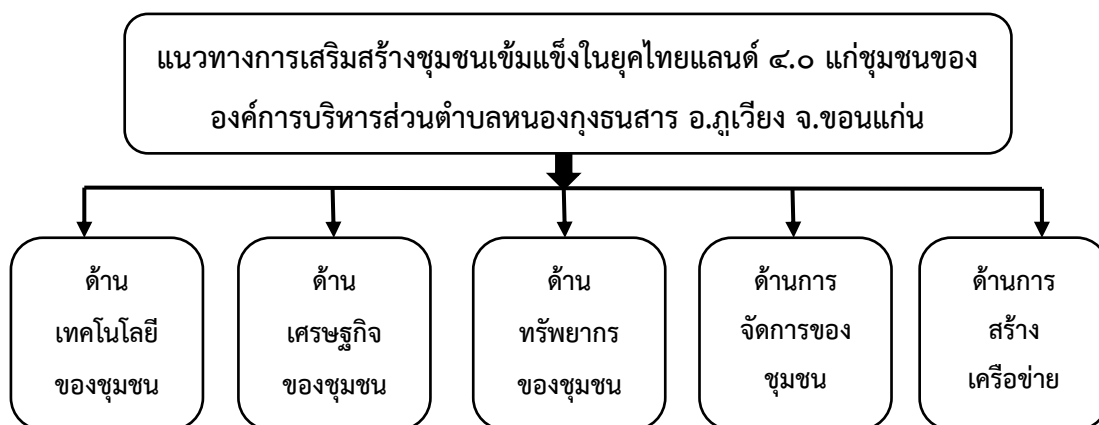 แนวทางการเสริมสร้างชุมชนเข้มแข็งในยุคไทยแลนด์ ๔.๐ แก่ชุมชนของ
องค์การบริหารส่วนตำบลหนองกุงธนสาร อ.ภูเวียง จ.ขอนแก่น
ด้าน
เทคโนโลยี
ของชุมชน
ด้าน
เศรษฐกิจ
ของชุมชน
ด้าน
ทรัพยากร
ของชุมชน
ด้านการ
จัดการของ
ชุมชน
ด้านการ
สร้าง
เครือข่าย